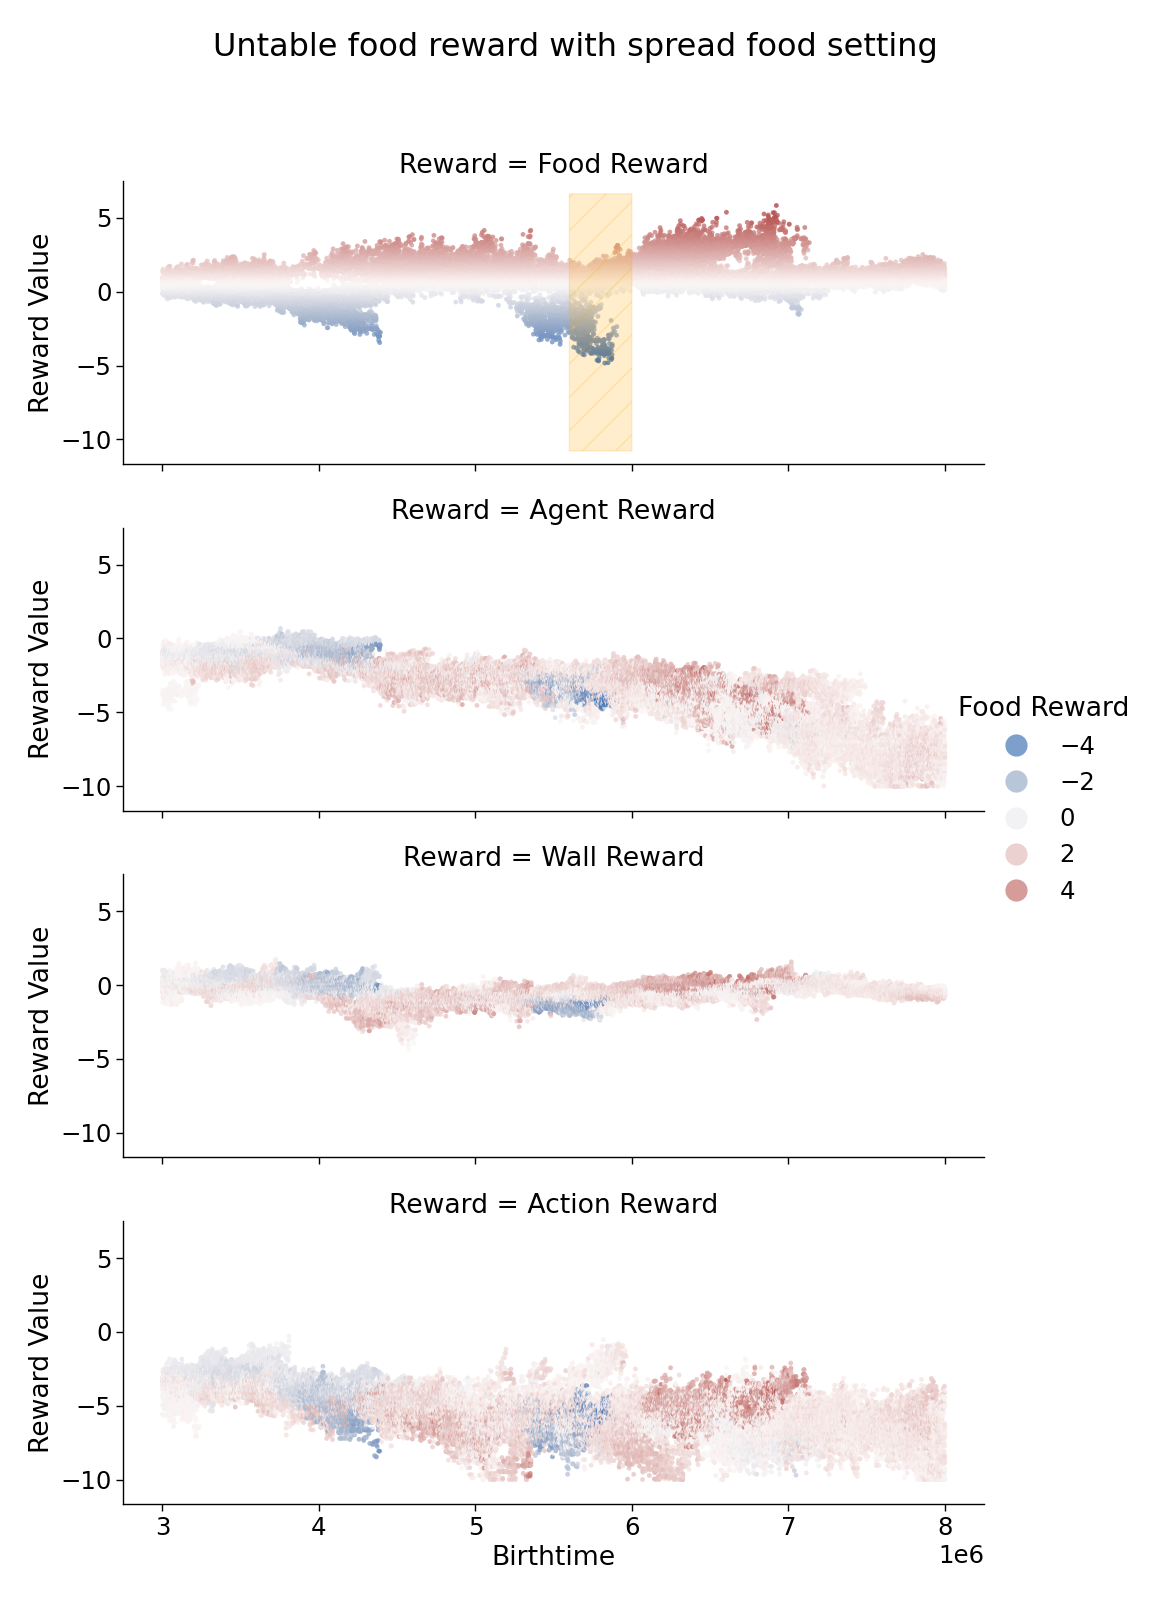 Untable food reward with spread food setting
Reward = Food Reward
Reward Value
5
0
−5
−10
Reward = Agent Reward
Reward Value
5
0
−5
−10
Food Reward
−4
−2
0
2
4
Reward = Wall Reward
Reward Value
5
0
−5
−10
Reward = Action Reward
Reward Value
5
0
−5
−10
3 4 5 6 7 8
Birthtime
1e6